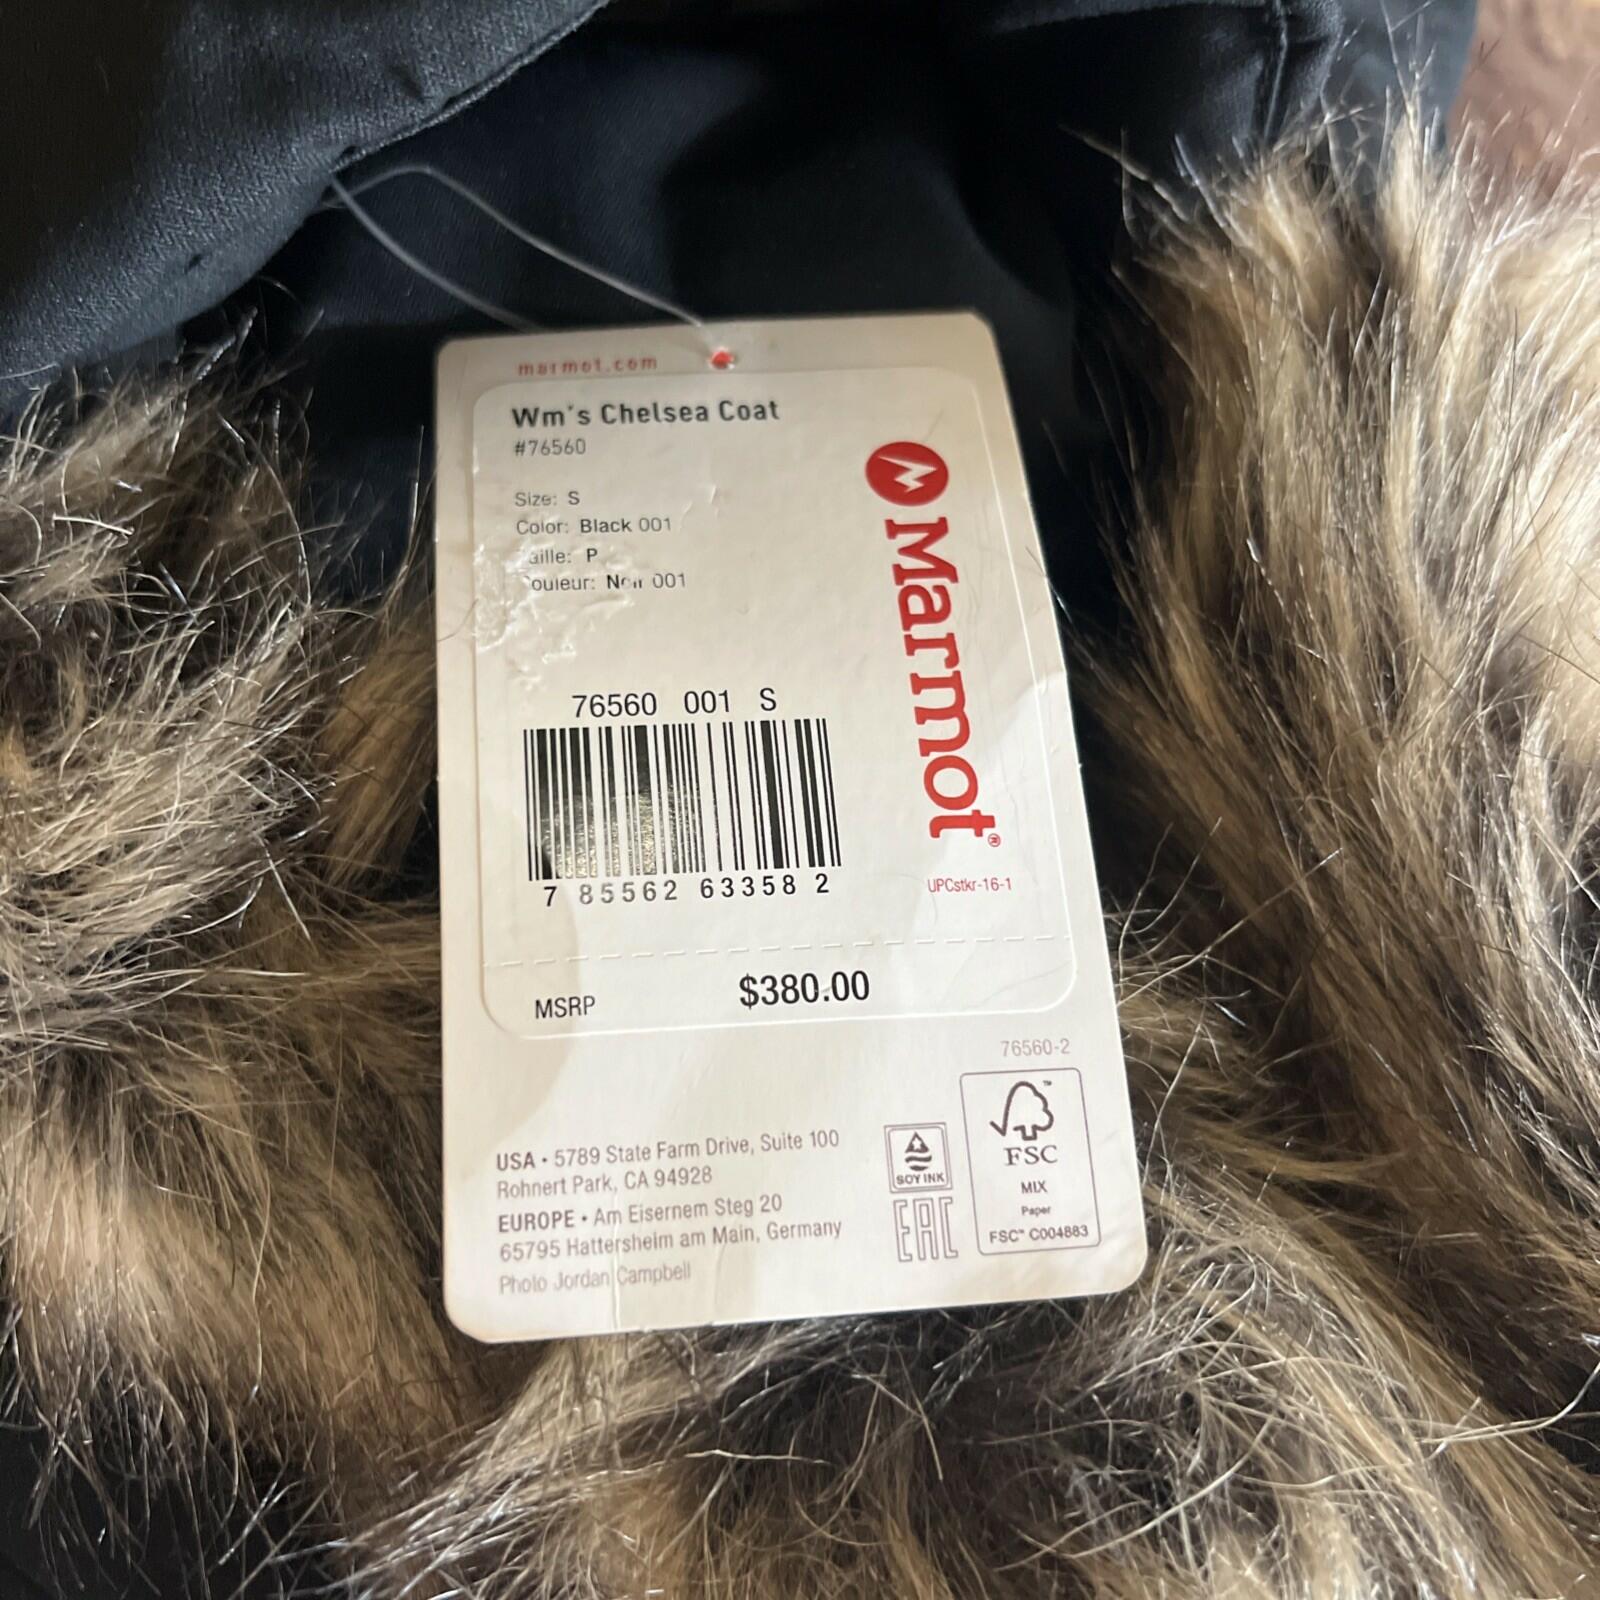 marmot.com
Wm's Chelsea Coat
#76560
Size: S
Color: Black 001
aille: P
ouleur: Noir 001
Marmot®
76560 001 S
7 85562 63358 2
UPCstkr-16-1
MSRP $380.00
76560-2
USA • 5789 State Farm Drive, Suite 100
Rohnert Park, CA 94928
EUROPE • Am Eisernem Steg 20
65795 Hattersheim am Main, Germany
Photo Jordan Campbell
SOY INK
EAC
FSC™
MIX
Paper
FSC™ C004883